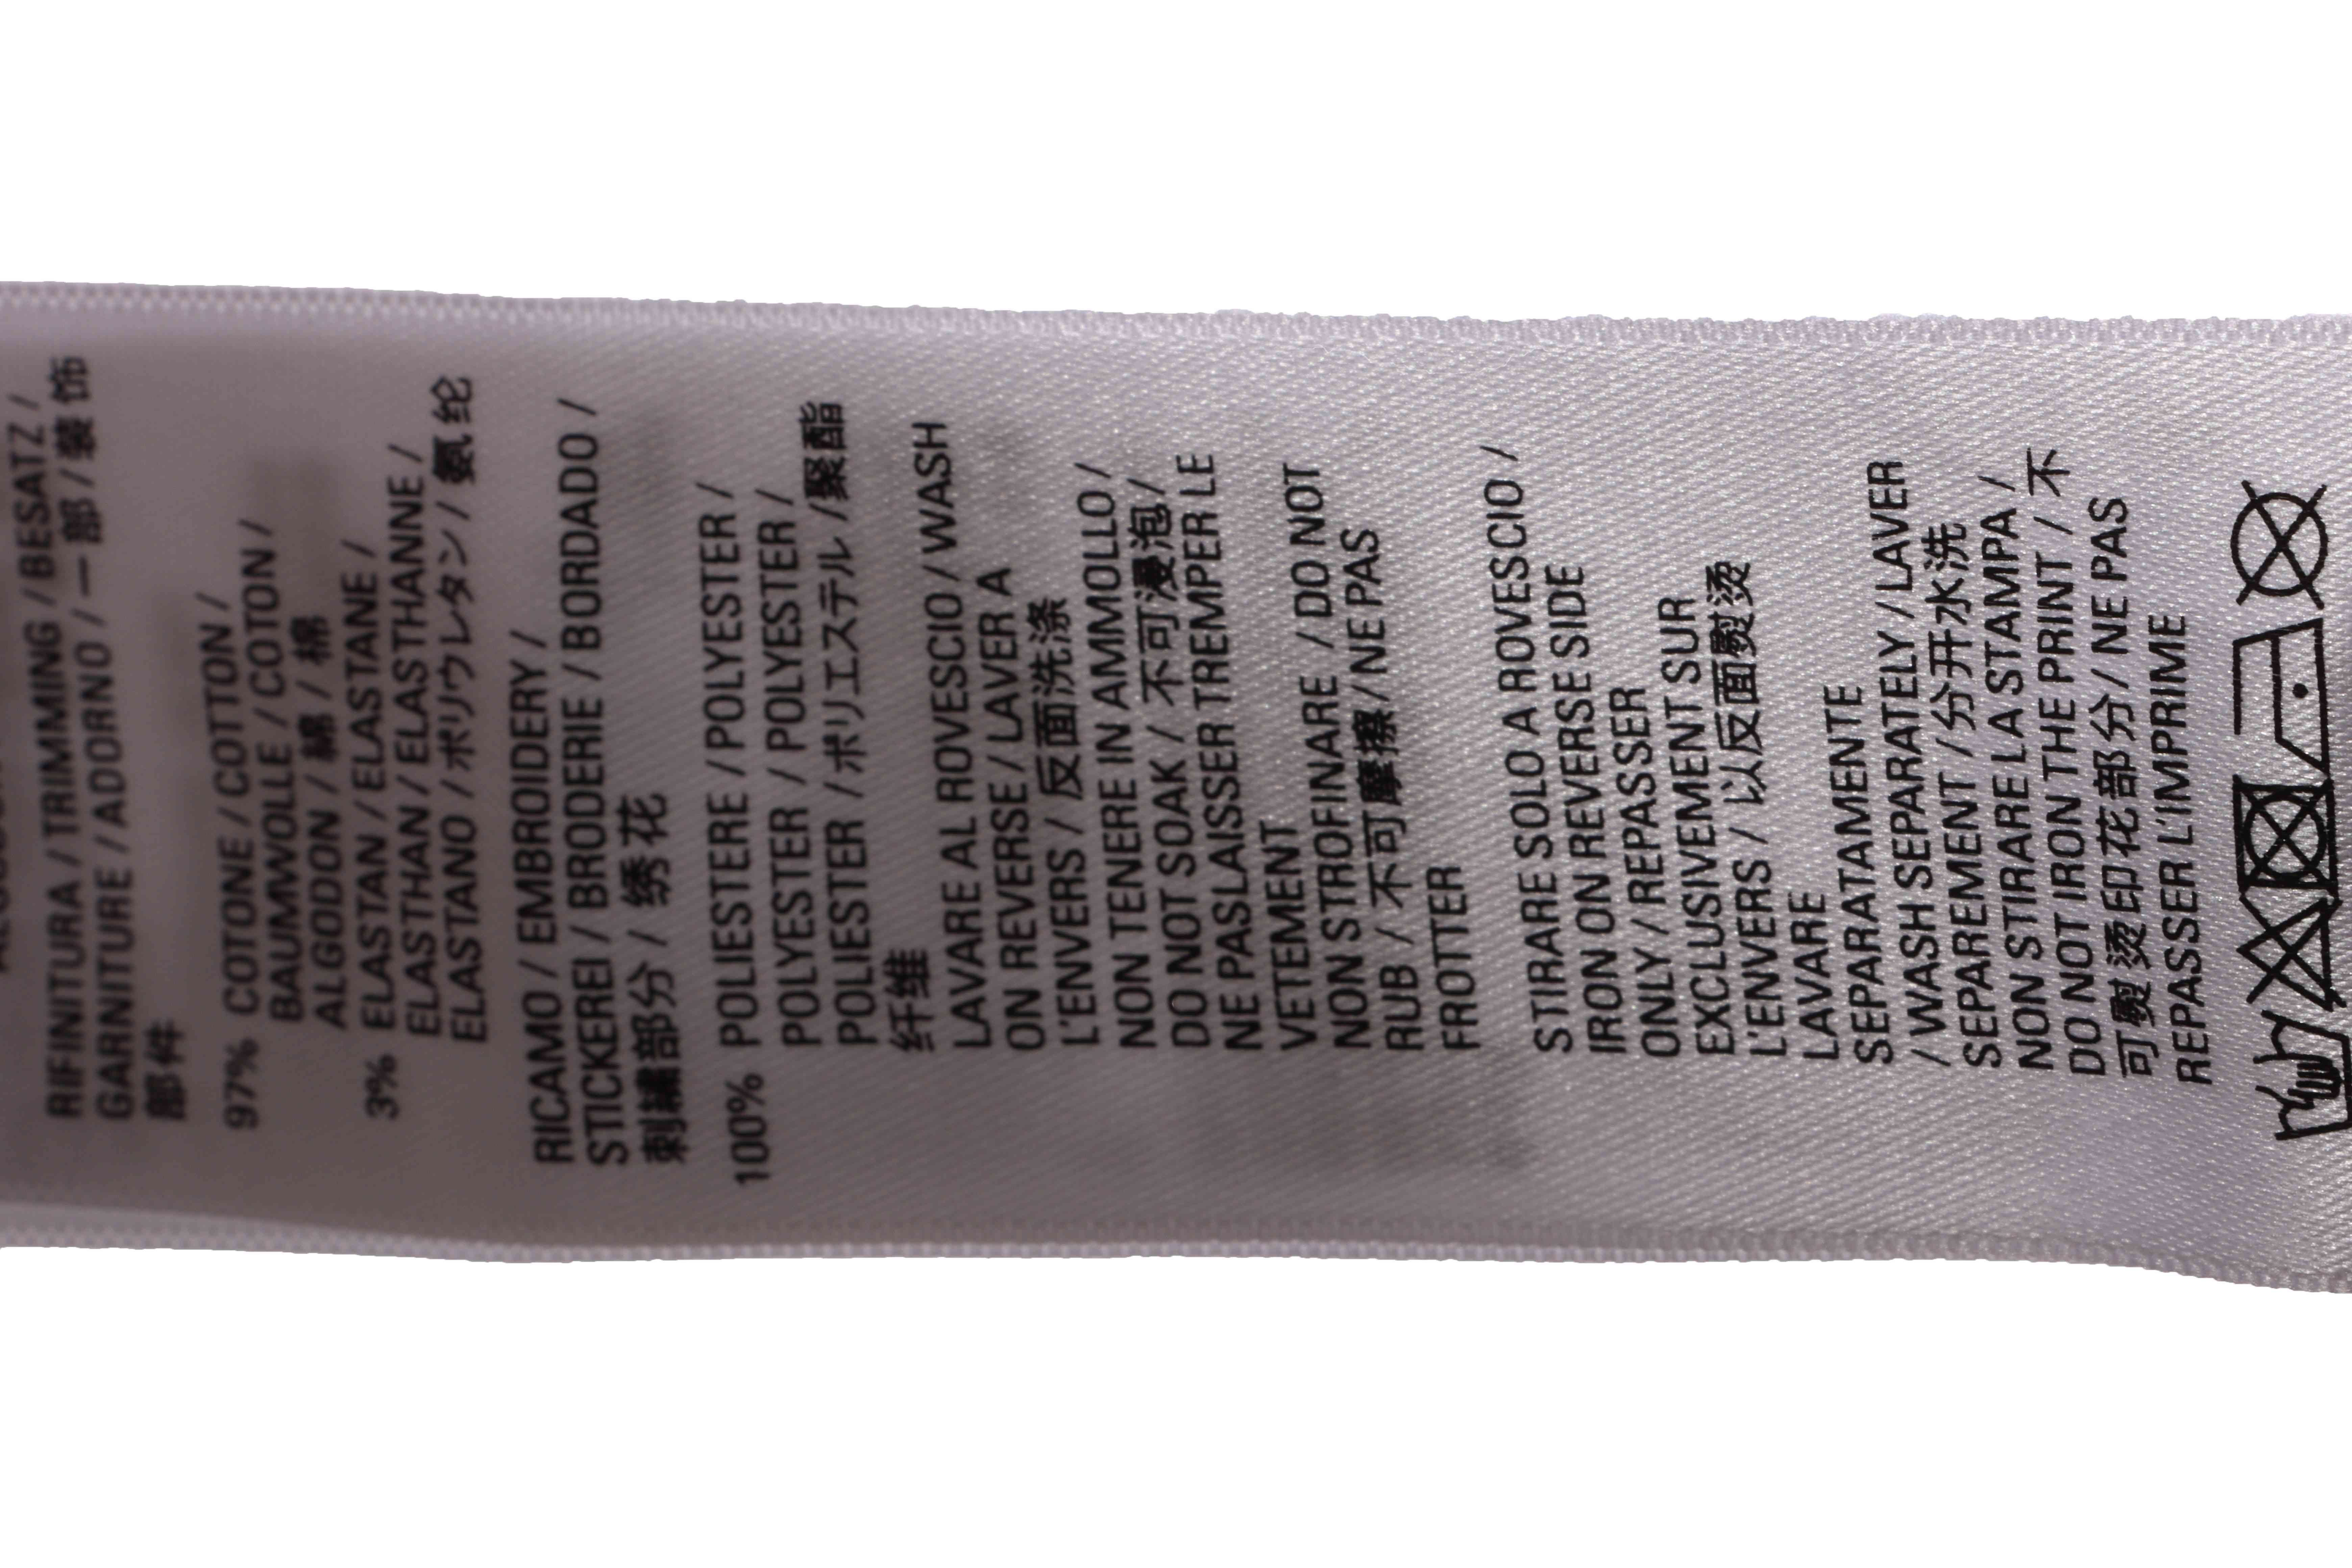 RIFINITURA / TRIMMING / BESATZ /
GARNITURE / ADORNO / 一部 / 装饰
部件
97% COTONE / COTTON /
BAUMWOLLE / COTON /
ALGODON / 綿 / 棉
3% ELASTAN / ELASTANE /
ELASTHAN / ELASTHANNE /
ELASTANO / ポリウレタン / 氨纶
RICAMO / EMBROIDERY /
STICKEREI / BRODERIE / BORDADO /
刺繍部分 / 绣花
100% POLIESTERE / POLYESTER /
POLYESTER / POLYESTER /
POLIESTER / ポリエステル / 聚酯
纤维
LAVARE AL ROVESCIO / WASH
ON REVERSE / LAVER A
L'ENVERS / 反面洗涤
NON TENERE IN AMMOLLO /
DO NOT SOAK / 不可浸泡 /
NE PAS LAISSER TREMPER LE
VETEMENT
NON STROFINARE / DO NOT
RUB / 不可摩擦 / NE PAS
FROTTER
STIRARE SOLO A ROVESCIO /
IRON ON REVERSE SIDE
ONLY / REPASSER
EXCLUSIVEMENT SUR
L'ENVERS / 以反面熨烫
LAVARE
SEPARATAMENTE
/ WASH SEPARATELY / LAVER
SEPAREMENT / 分开水洗
NON STIRARE LA STAMPA /
DO NOT IRON THE PRINT / 不
可熨烫印花部分 / NE PAS
REPASSER L'IMPRIME